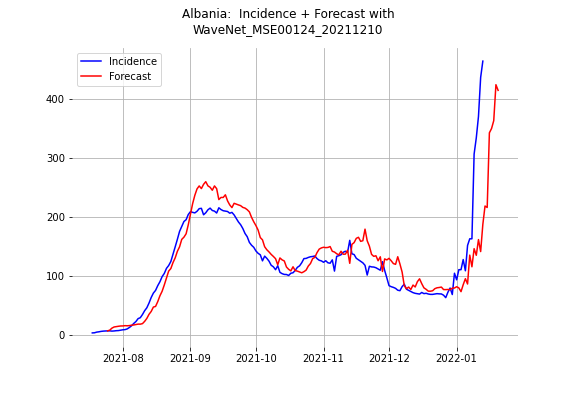 Albania:  Incidence + Forecast with
WaveNet_MSE00124_20211210
Incidence
Forecast
400
300
200
100
0
2021-08
2021-09
2021-10
2021-11
2021-12
2022-01